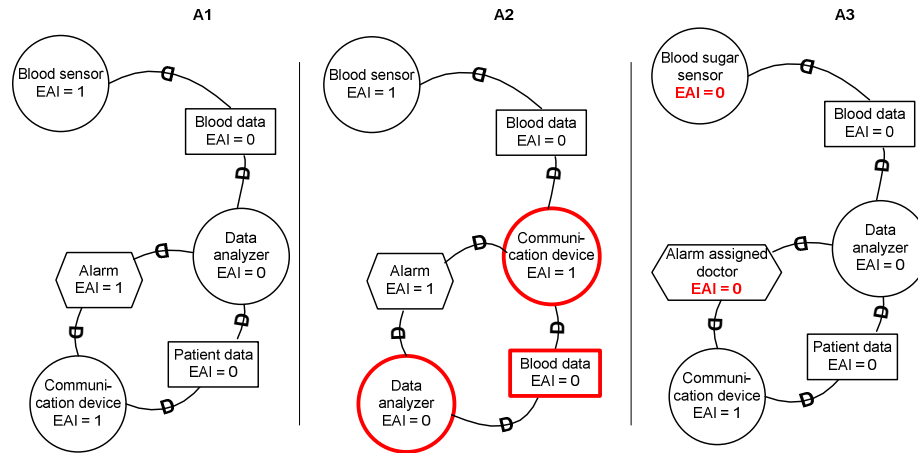 A1
Blood sensor
EAI = 1
D
Blood data
EAI = 0
D
Data
analyzer
EAI = 0
D
Alarm
EAI = 1
D
D
Patient data
EAI = 0
Communi-
cation device
EAI = 1
D
A2
Blood sensor
EAI = 1
D
Blood data
EAI = 0
D
Communi-
cation device
EAI = 1
D
Alarm
EAI = 1
D
D
Blood data
EAI = 0
Data
analyzer
EAI = 0
D
A3
Blood sugar
sensor
EAI = 0
D
Blood data
EAI = 0
D
Data
analyzer
EAI = 0
D
Alarm assigned
doctor
EAI = 0
D
D
Patient data
EAI = 0
Communi-
cation device
EAI = 1
D